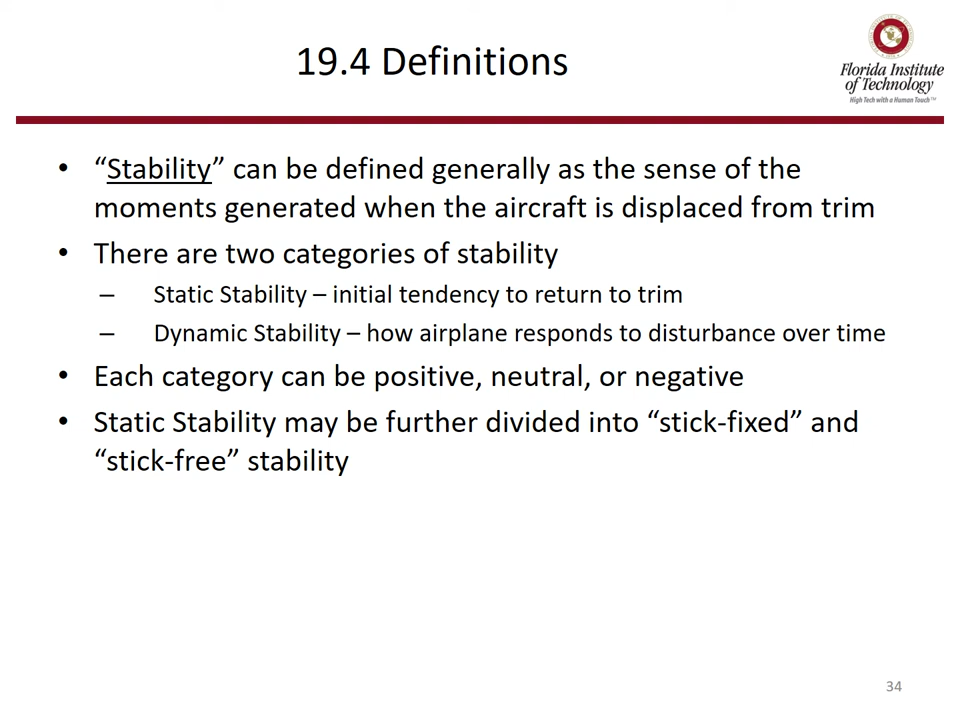 19.4 Definitions
Florida Institute
of Technology
High Tech with a Human Touch™
• “Stability” can be defined generally as the sense of the
moments generated when the aircraft is displaced from trim
• There are two categories of stability
– Static Stability – initial tendency to return to trim
– Dynamic Stability – how airplane responds to disturbance over time
• Each category can be positive, neutral, or negative
• Static Stability may be further divided into “stick-fixed” and
“stick-free” stability
34